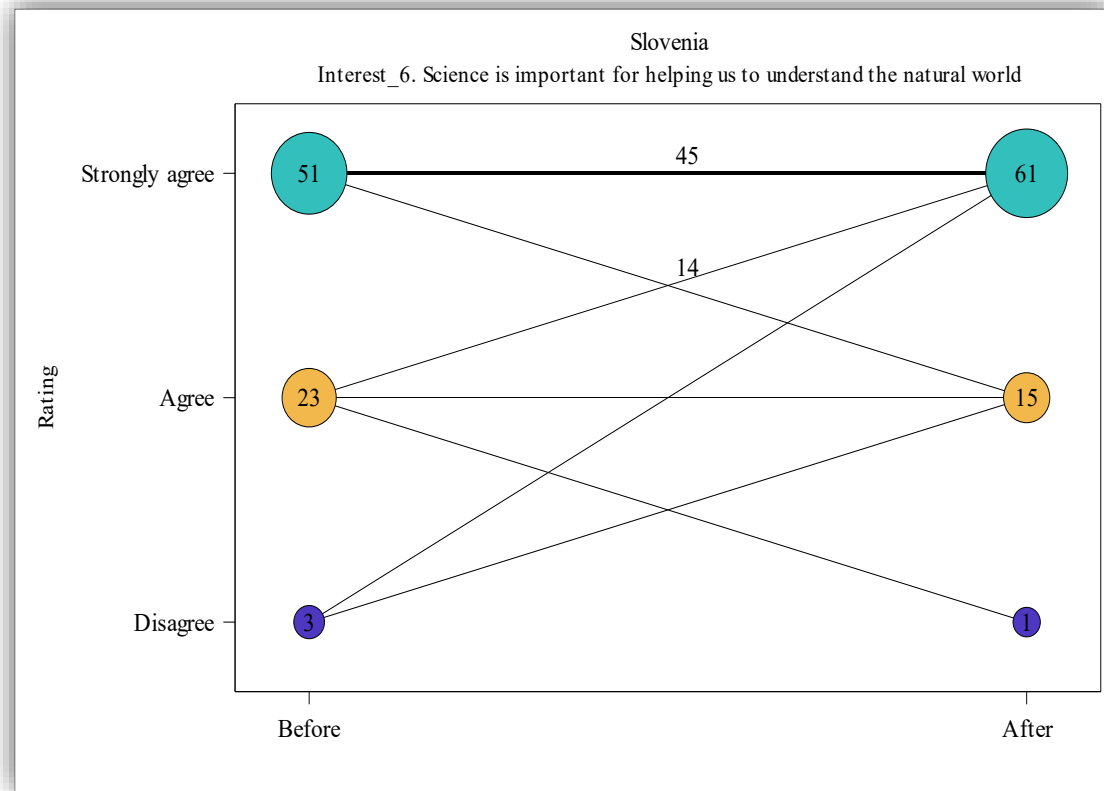 Slovenia
Interest_6. Science is important for helping us to understand the natural world
Strongly agree
51
45
61
14
Rating
Agree
23
15
Disagree
3
1
Before
After